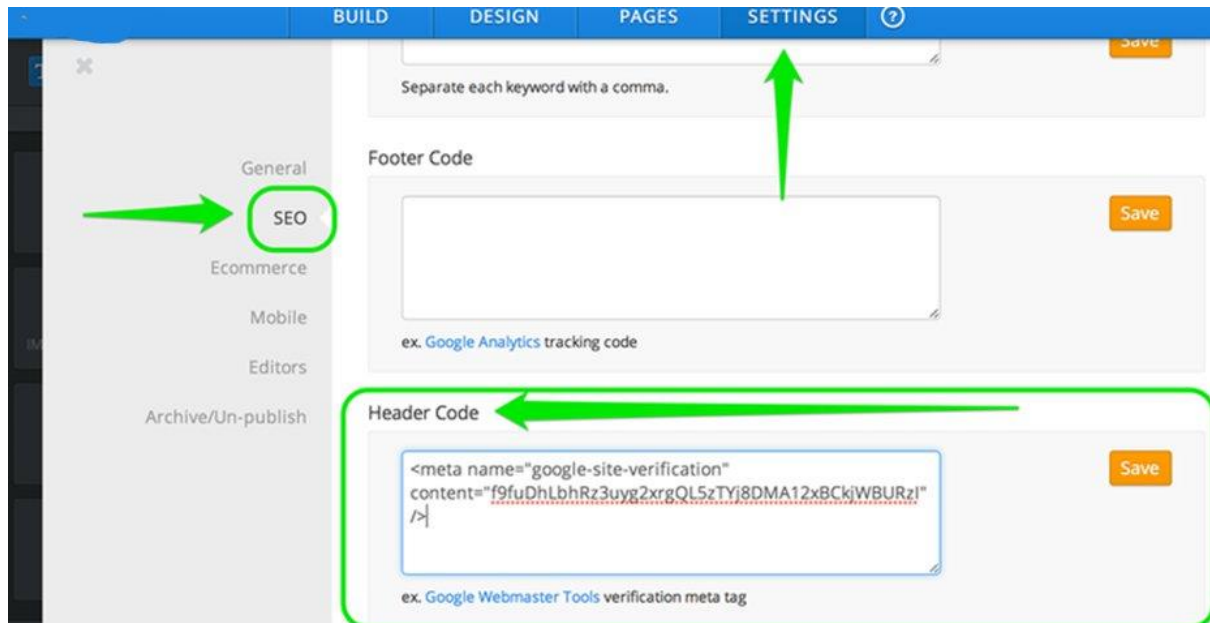 BUILD DESIGN PAGES SETTINGS ?
Save
Separate each keyword with a comma.
General
SEO
Ecommerce
Mobile
Editors
Archive/Un-publish
Footer Code
Save
ex. Google Analytics tracking code
Header Code
<meta name="google-site-verification"
content="f9fuDhLbhRz3uyg2xrgQL5zTYj8DMA12xBCkjWBURzI"
/>
Save
ex. Google Webmaster Tools verification meta tag